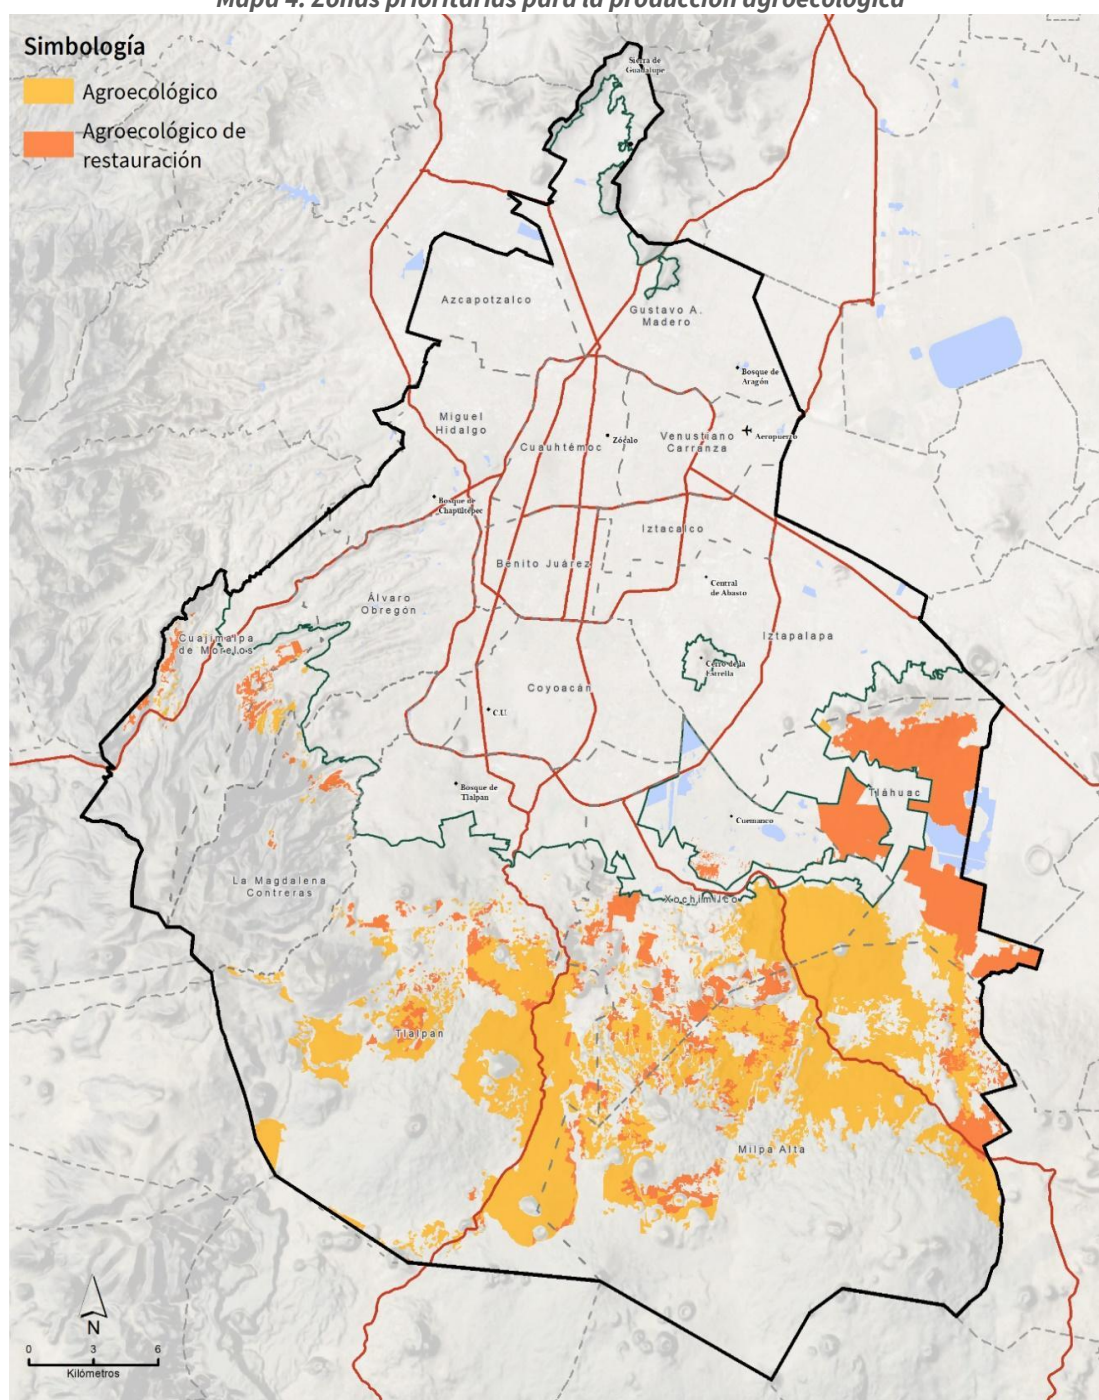 Mapa 4. Zonas prioritarias para la producción agroecológica
Simbología
Agroecológico
Agroecológico de
restauración
Sierra de
Guadalupe
Azcapotzalco
Gustavo A.
Madero
Bosque de
Aragón
Miguel
Hidalgo
Cuauhtémoc
Zócalo
Venustiano
Carranza
Aeropuerto
Bosque de
Chapultepec
Iztacalco
Benito Juárez
Central
de Abasto
Álvaro
Obregón
Iztapalapa
Cuajimalpa
de Morelos
Cerro de la
Estrella
Coyoacán
C.U.
Bosque de
Tlalpan
Tláhuac
Cuemanco
La Magdalena
Contreras
Xochimilco
Tlalpan
Milpa Alta
N
0 3 6
Kilómetros